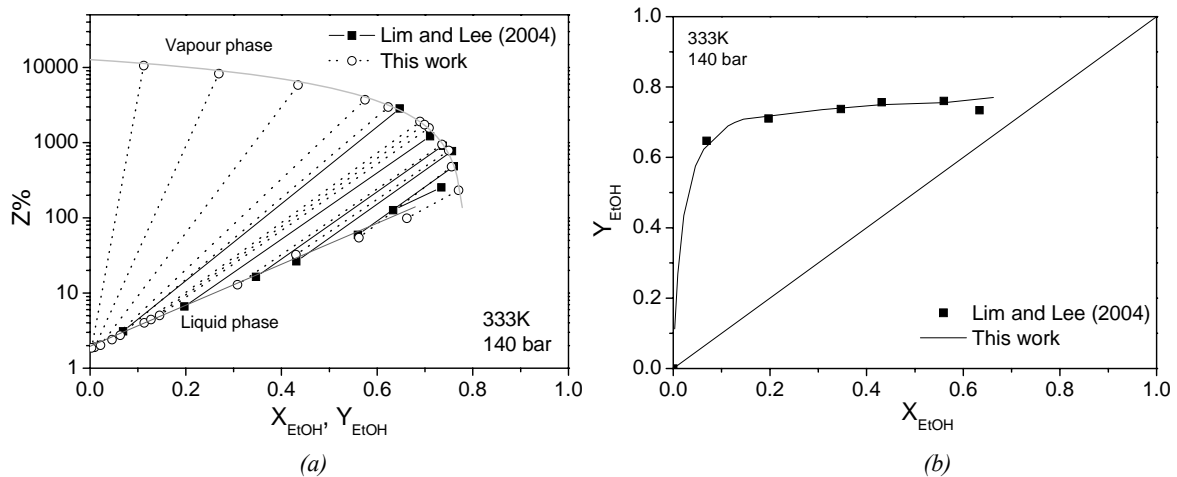 Vapour phase
Lim and Lee (2004)
This work
10000
1000
100
10
1
Z%
Liquid phase
333K
140 bar
0.0 0.2 0.4 0.6 0.8 1.0
X_EtOH, Y_EtOH
(a)
333K
140 bar
1.0
0.8
0.6
0.4
0.2
0.0
Y_EtOH
Lim and Lee (2004)
This work
0.0 0.2 0.4 0.6 0.8 1.0
X_EtOH
(b)